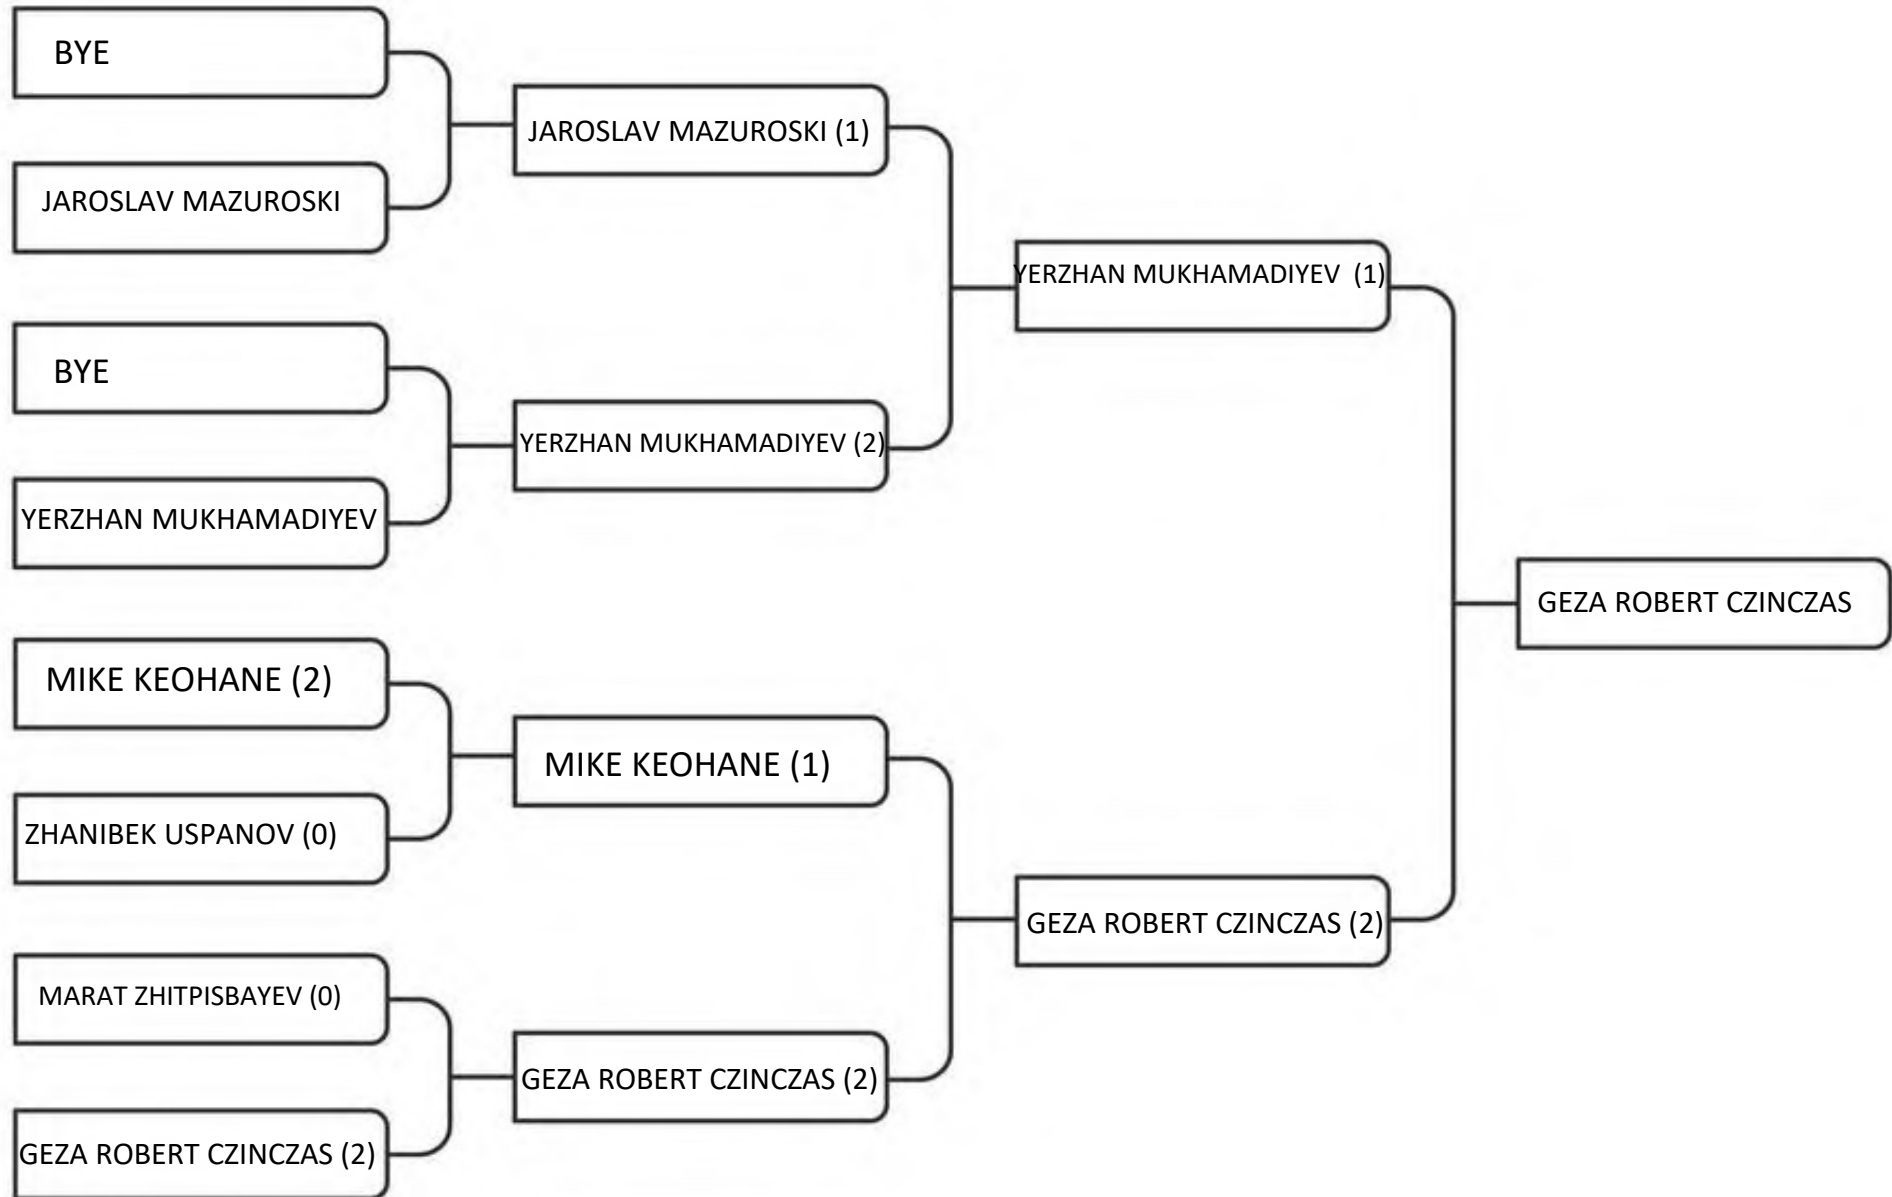 BYE
JAROSLAV MAZUROSKI
BYE
YERZHAN MUKHAMADIYEV
MIKE KEOHANE (2)
ZHANIBEK USPANOV (0)
MARAT ZHITPISBAYEV (0)
GEZA ROBERT CZINCZAS (2)
JAROSLAV MAZUROSKI (1)
YERZHAN MUKHAMADIYEV (2)
MIKE KEOHANE (1)
GEZA ROBERT CZINCZAS (2)
YERZHAN MUKHAMADIYEV (1)
GEZA ROBERT CZINCZAS (2)
GEZA ROBERT CZINCZAS